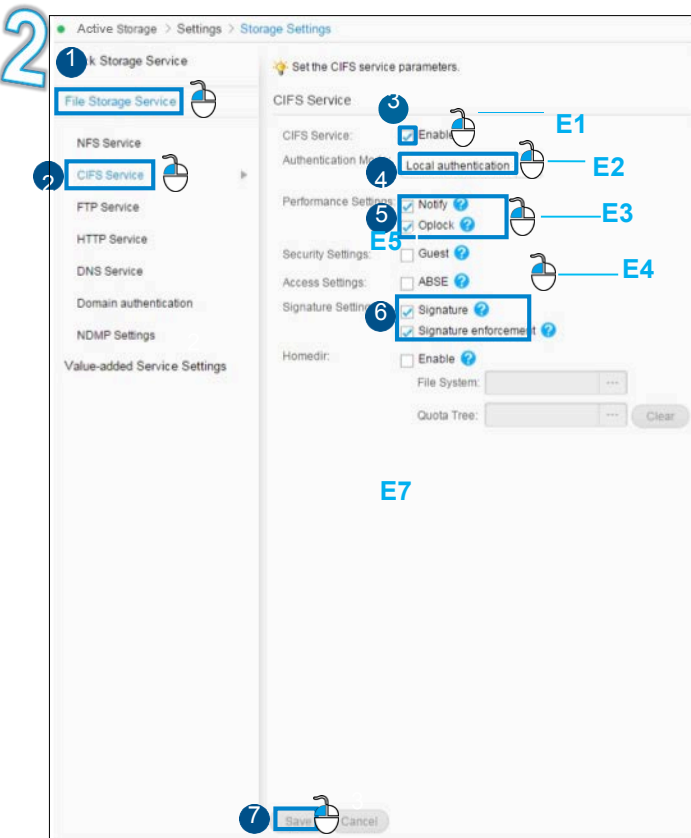 2
Active Storage > Settings > Storage Settings
1 k Storage Service
Set the CIFS service parameters.
File Storage Service
CIFS Service
3
NFS Service
CIFS Service: Enable
E1
2 CIFS Service
Authentication Mod
4
Local authentication
E2
FTP Service
Performance Settings: Notify ?
5
Oplock ?
E3
E5
HTTP Service
Security Settings: Guest ?
E4
DNS Service
Access Settings: ABSE ?
Domain authentication
Signature Setting
6
Signature ?
Signature enforcement ?
NDMP Settings
Value-added Service Settings
Homedir: Enable ?
File System: ...
Quota Tree: ... Clear
E7
7 Save Cancel